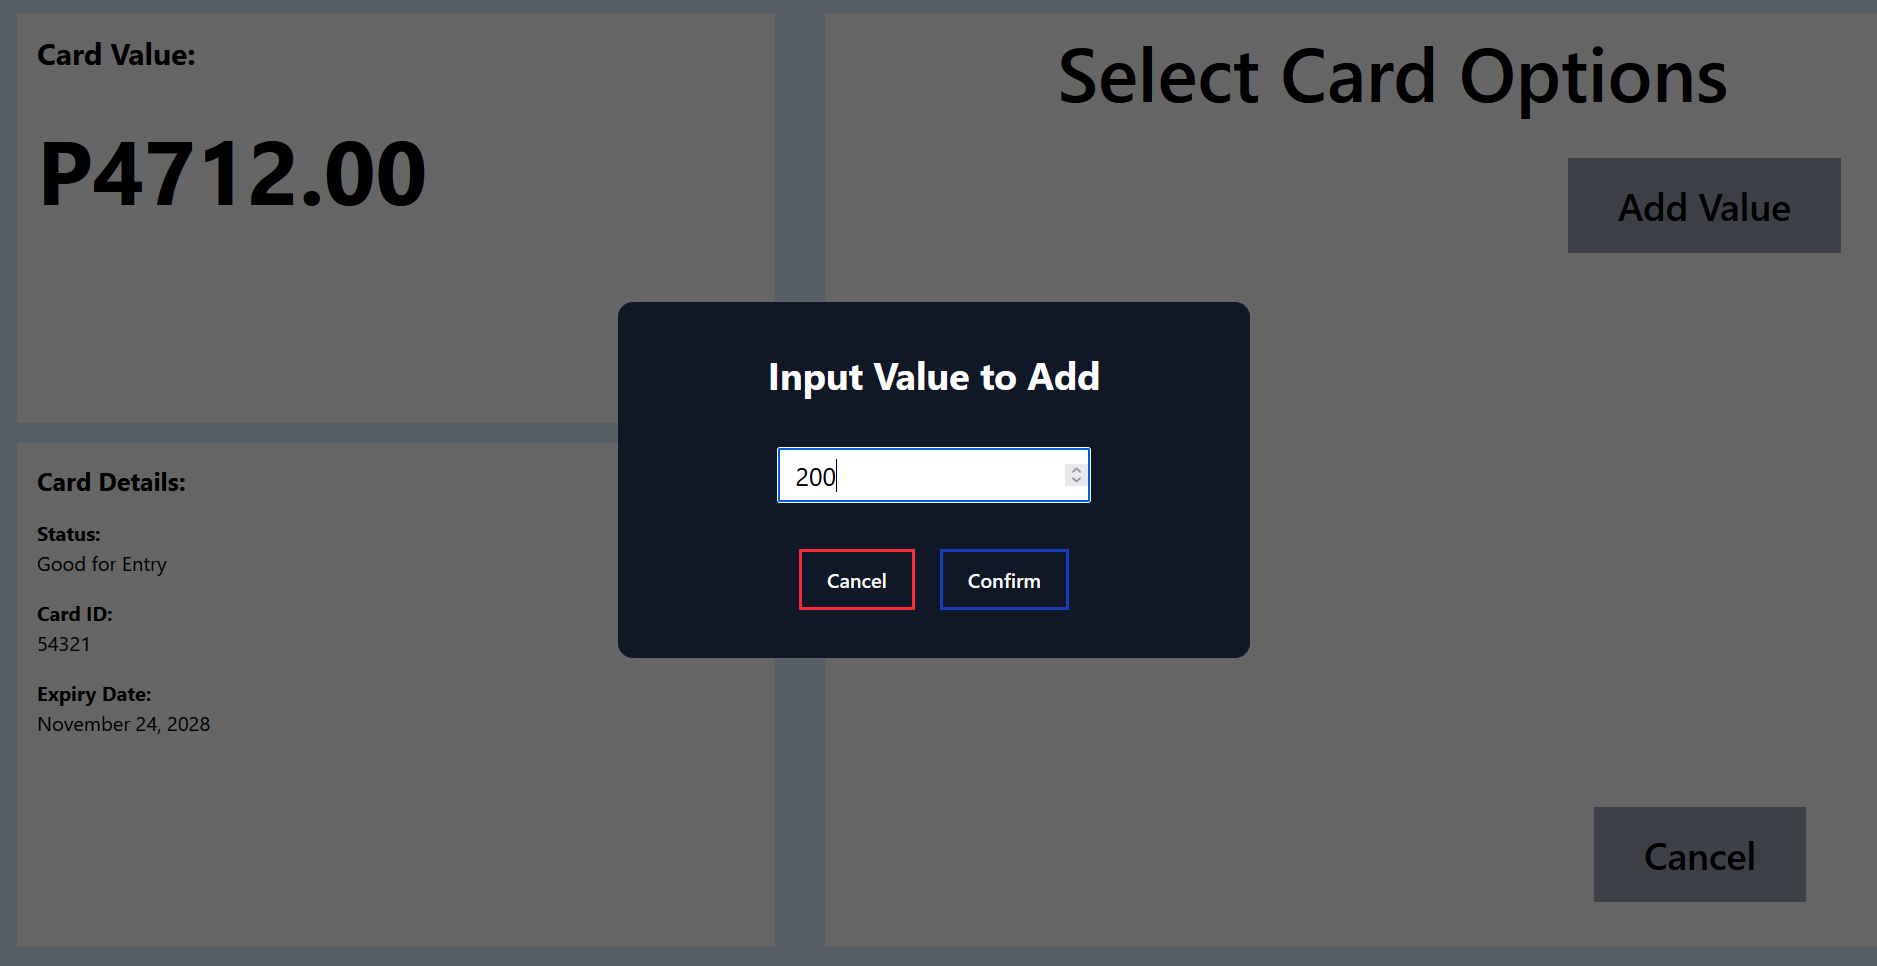 Card Value:
P4712.00
Card Details:
Status:
Good for Entry
Card ID:
54321
Expiry Date:
November 24, 2028
Select Card Options
Add Value
Cancel
Input Value to Add
200
Cancel
Confirm